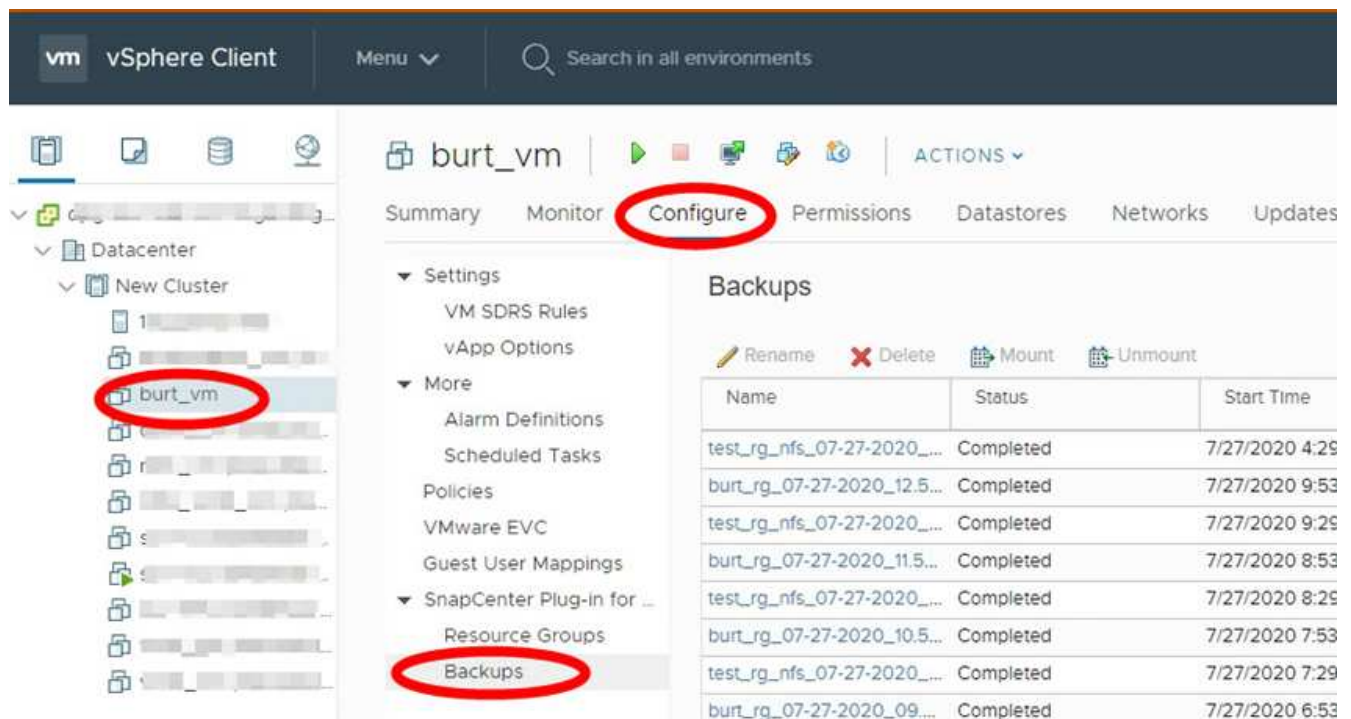 vm vSphere Client Menu Search in all environments
burt_vm ACTIONS
Summary Monitor Configure Permissions Datastores Networks Updates
Datacenter
New Cluster
burt_vm
Settings
VM SDRS Rules
vApp Options
More
Alarm Definitions
Scheduled Tasks
Policies
VMware EVC
Guest User Mappings
SnapCenter Plug-in for ...
Resource Groups
Backups
Backups
Rename Delete Mount Unmount
Name Status Start Time
test_rg_nfs_07-27-2020_... Completed 7/27/2020 4:29
burt_rg_07-27-2020_12.5... Completed 7/27/2020 9:53
test_rg_nfs_07-27-2020_... Completed 7/27/2020 9:29
burt_rg_07-27-2020_11.5... Completed 7/27/2020 8:53
test_rg_nfs_07-27-2020_... Completed 7/27/2020 8:29
burt_rg_07-27-2020_10.5... Completed 7/27/2020 7:53
test_rg_nfs_07-27-2020_... Completed 7/27/2020 7:29
burt_rg_07-27-2020_09.... Completed 7/27/2020 6:53